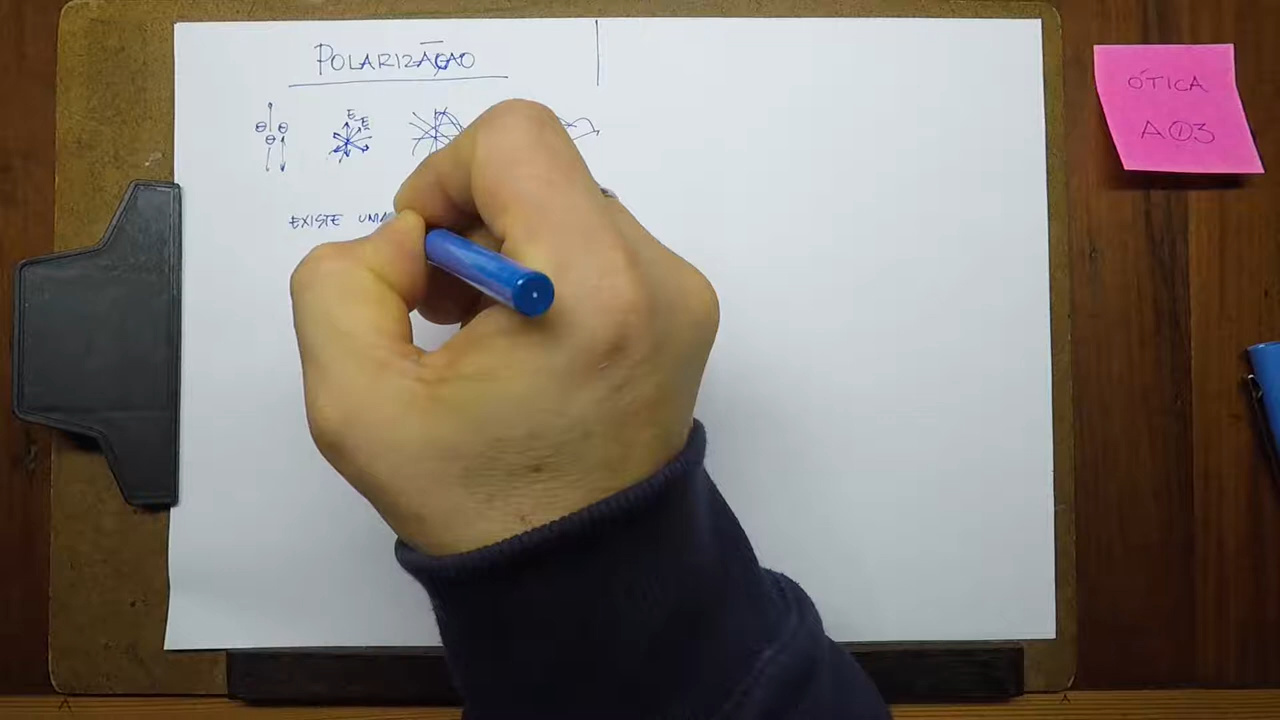 POLARIZAÇÃO
E E
EXISTE UMA
ÓTICA
A03